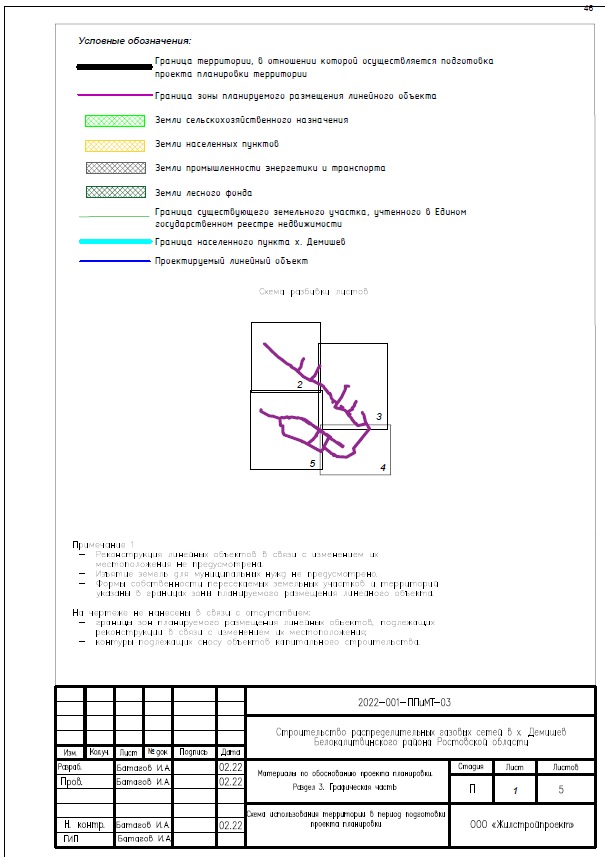 46
Условные обозначения:
Граница территории, в отношении которой осуществляется подготовка
проекта планировки территории
Граница зоны планируемого размещения линейного объекта
Земли сельскохозяйственного назначения
Земли населенных пунктов
Земли промышленности энергетики и транспорта
Земли лесного фонда
Граница существующего земельного участка, учтенного в Едином
государственном реестре недвижимости
Граница населенного пункта х. Демишев
Проектируемый линейный объект
Схема разбивки листов
2
3
5
4
Примечание 1
— Реконструкция линейных объектов в связи с изменением их
местоположения не предусмотрена.
— Изъятие земель для муниципальных нужд не предусмотрено.
— Формы собственности пересекаемых земельных участков и территорий
указаны в границах зоны планируемого размещения линейного объекта.
На чертеже не нанесены в связи с отсутствием:
— границы зон планируемого размещения линейных объектов, подлежащих
реконструкции в связи с изменением их местоположения;
— контуры подлежащих сносу объектов капитального строительства.
2022-001-ППиМТ-03
Строительство распределительных газовых сетей в х. Демишев
Белокалитвинского района Ростовской области
Изм. Колуч. Лист № док Подпись Дата
Разраб. Батагов И.А. 02.22
Пров. Батагов И.А. 02.22
Материалы по обоснованию проекта планировки.
Раздел 3. Графическая часть
Стадия Лист Листов
П 1 5
Н. контр. Батагов И.А. 02.22
ГИП Батагов И.А.
Схема использования территории в период подготовки
проекта планировки
ООО «Жилстройпроект»